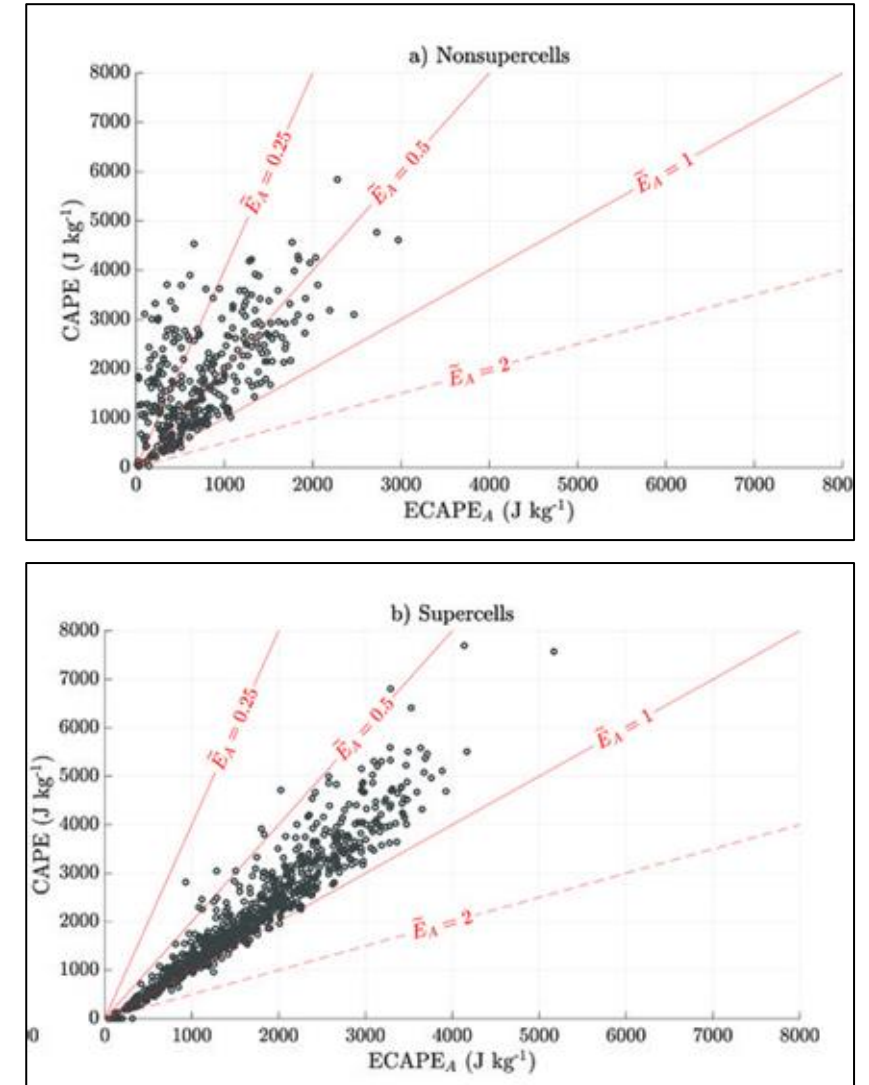 a) Nonsupercells
8000
7000
6000
5000
4000
3000
2000
1000
0
CAPE (J kg⁻¹)
Ẽ_A = 0.25
Ẽ_A = 0.5
Ẽ_A = 1
Ẽ_A = 2
0 1000 2000 3000 4000 5000 6000 7000 800
ECAPE_A (J kg⁻¹)
b) Supercells
8000
7000
6000
5000
4000
3000
2000
1000
0
CAPE (J kg⁻¹)
Ẽ_A = 0.25
Ẽ_A = 0.5
Ẽ_A = 1
Ẽ_A = 2
0 0 1000 2000 3000 4000 5000 6000 7000 8000
ECAPE_A (J kg⁻¹)